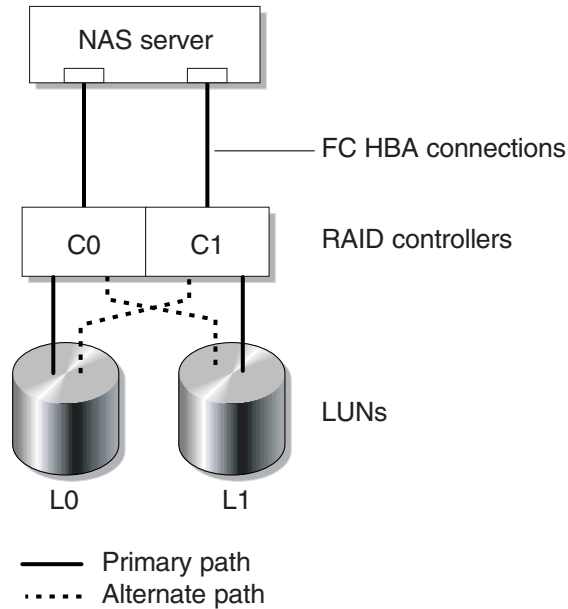 NAS server
FC HBA connections
C0 C1
RAID controllers
LUNs
L0 L1
Primary path
Alternate path